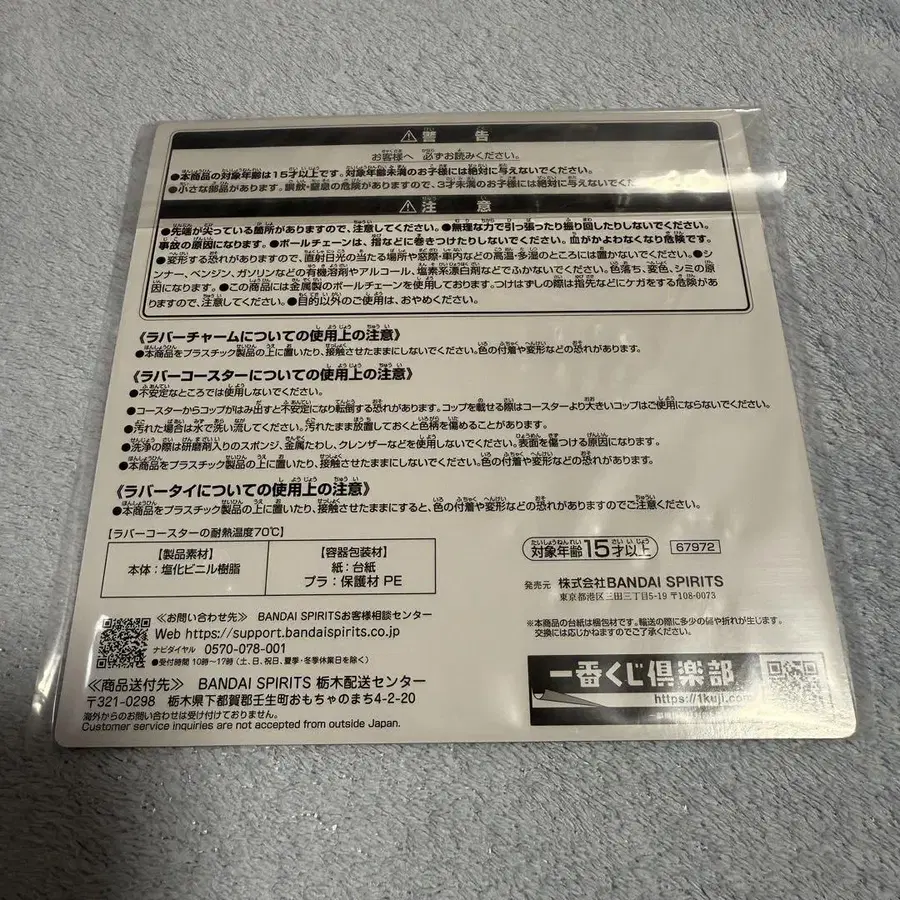 ⚠警告
お客様へ 必ずお読みください。
●本商品の対象年齢は15才以上です。対象年齢未満のお子様には絶対に与えないでください。
●小さな部品があります。誤飲・窒息の危険がありますので、3才未満のお子様には絶対に与えないでくだ
⚠注意
●先端が尖っている箇所がありますので、注意してください。●無理な力で引っ張ったり振り回したりしないでください。
事故の原因になります。●ボールチェーンは、指などに巻きつけたりしないでください。血がかよわなくなり危険です。
●変形する恐れがありますので、直射日光の当たる場所や窓際・車内などの高温・多湿のところには置かないでください。●シ
ンナー、ベンジン、ガソリンなどの有機溶剤やアルコール、塩素系漂白剤などでふかないでください。色落ち、変色、シミの原
因になります。●この商品には金属製のボールチェーンを使用しております。つけはずしの際は指先などにケガをする危険があ
りますので、注意してください。●目的以外のご使用は、おやめください。
《ラバーチャームについての使用上の注意》
●本商品をプラスチック製品の上に置いたり、接触させたままにしないでください。色の付着や変形などの恐れがあります。
《ラバーコースターについての使用上の注意》
●不安定なところでは使用しないでください。
●コースターからコップがはみ出すと不安定になり転倒する恐れがあります。コップを載せる際はコースターより大きいコップはご使用にならないでください。
●汚れた場合は水で洗い流してください。汚れたまま放置しておくと色柄を傷めることがあります。
●洗浄の際は研磨剤入りのスポンジ、金属たわし、クレンザーなどを使用しないでください。表面を傷つける原因になります。
●本商品をプラスチック製品の上に置いたり、接触させたままにしないでください。色の付着や変形などの恐れがあります。
《ラバータイについての使用上の注意》
●本商品をプラスチック製品の上に置いたり、接触させたままにすると、色の付着や変形などの恐れがありますのでご注意ください。
【ラバーコースターの耐熱温度70℃】
【製品素材】
本体:塩化ビニル樹脂
【容器包装材】
紙:台紙
プラ:保護材 PE
対象年齢15才以上
67972
発売元 株式会社BANDAI SPIRITS
東京都港区三田三丁目5-19 〒108-0073
※本商品の台紙は梱包材です。輸送の際に多少の傷や折れが生じます。
交換には応じかねますのでご了承ください。
≪お問い合わせ先≫ BANDAI SPIRITSお客様相談センター
Web https://support.bandaispirits.co.jp
ナビダイヤル 0570-078-001
●受付時間 10時~17時(土、日、祝日、夏季・冬季休業日を除く)
≪商品送付先≫ BANDAI SPIRITS 栃木配送センター
〒321-0298 栃木県下都賀郡壬生町おもちゃのまち4-2-20
海外からのお問い合わせは受け付けておりません。
Customer service inquiries are not accepted from outside Japan.
一番くじ倶楽部
https://1kuji.com